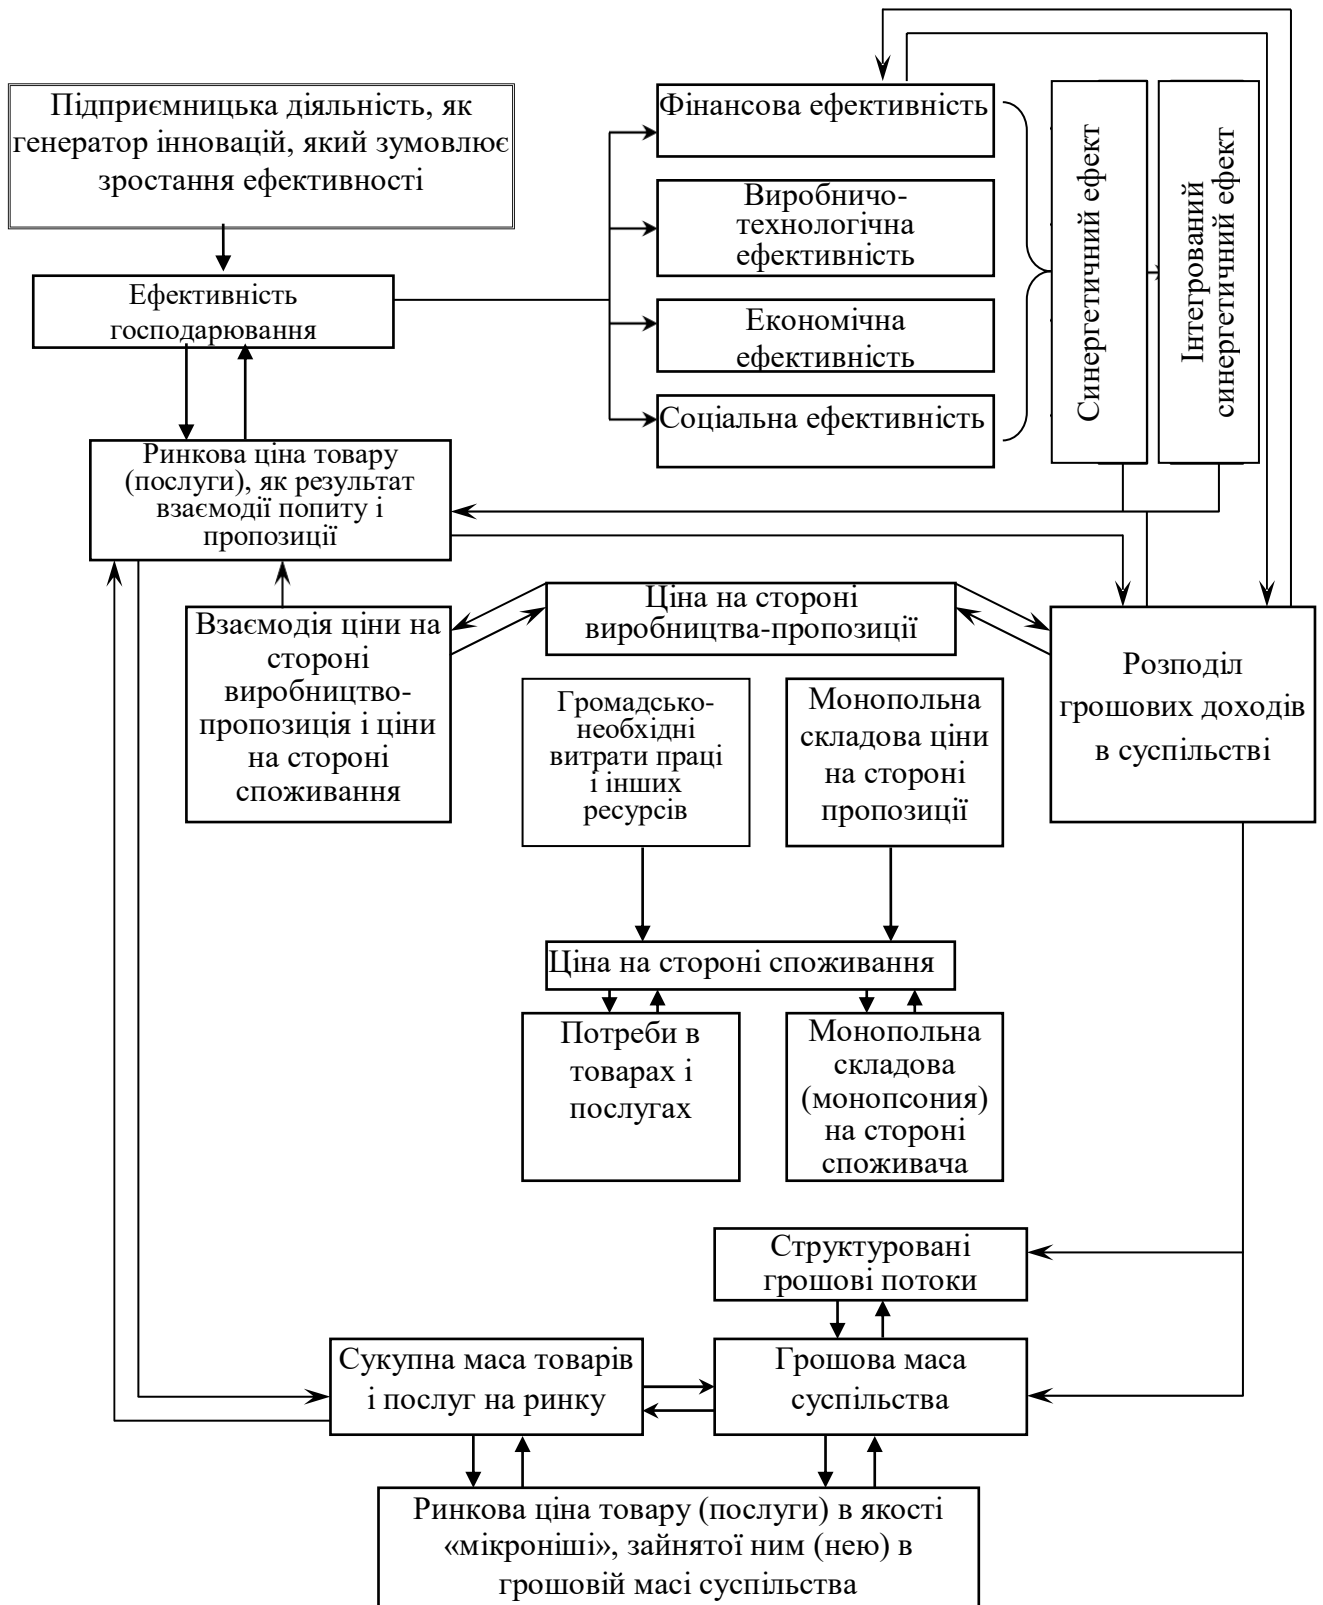 Підприємницька діяльність, як
генератор інновацій, який зумовлює
зростання ефективності
Фінансова ефективність
Виробничо-
технологічна
ефективність
Ефективність
господарювання
Економічна
ефективність
Соціальна ефективність
Синергетичний ефект
Інтегрований
синергетичний ефект
Ринкова ціна товару
(послуги), як результат
взаємодії попиту і
пропозиції
Взаємодія ціни на
стороні
виробництво-
пропозиція і ціни
на стороні
споживання
Ціна на стороні
виробництва-пропозиції
Розподіл
грошових доходів
в суспільстві
Громадсько-
необхідні
витрати праці
і інших
ресурсів
Монопольна
складова ціни
на стороні
пропозиції
Ціна на стороні споживання
Потреби в
товарах і
послугах
Монопольна
складова
(монопсония)
на стороні
споживача
Структуровані
грошові потоки
Сукупна маса товарів
і послуг на ринку
Грошова маса
суспільства
Ринкова ціна товару (послуги) в якості
«мікроніші», зайнятої ним (нею) в
грошовій масі суспільства